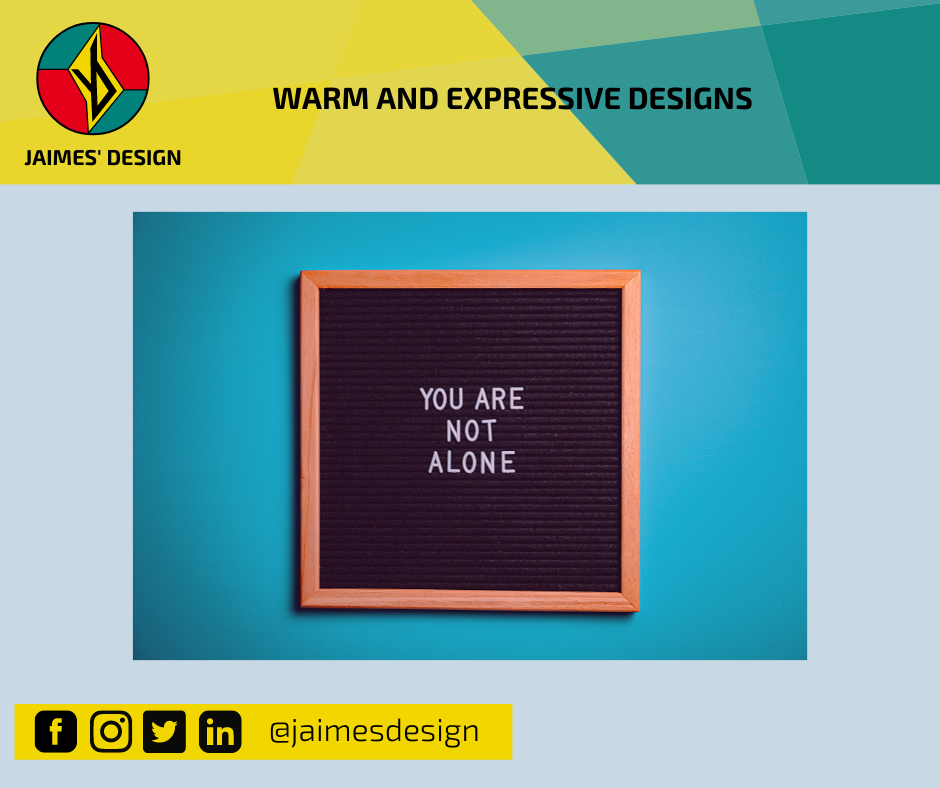 JAIMES' DESIGN
WARM AND EXPRESSIVE DESIGNS
YOU ARE
NOT
ALONE
@jaimesdesign